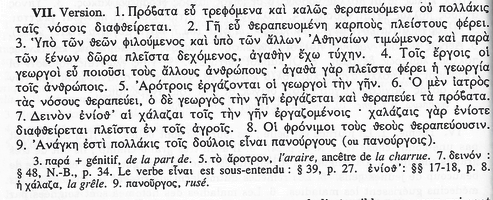 VII. Version. 1. Πρόβατα εὖ τρεφόμενα καὶ καλῶς θεραπευόμενα οὐ πολλάκις
ταῖς νόσοις διαφθείρεται. 2. Γῆ εὖ θεραπευομένη καρποὺς πλείστους φέρει.
3. Ὑπὸ τῶν θεῶν φιλούμενος καὶ ὑπὸ τῶν ἄλλων Ἀθηναίων τιμώμενος καὶ παρὰ
τῶν ξένων δῶρα πλεῖστα δεχόμενος, ἀγαθὴν ἔχω τύχην. 4. Τοῖς ἔργοις οἱ
γεωργοὶ εὖ ποιοῦσι τοὺς ἄλλους ἀνθρώπους · ἀγαθὰ γὰρ πλεῖστα φέρει ἡ γεωργία
τοῖς ἀνθρώποις. 5. Ἀρότροις ἐργάζονται οἱ γεωργοὶ τὴν γῆν. 6. Ὁ μὲν ἰατρὸς
τὰς νόσους θεραπεύει, ὁ δὲ γεωργὸς τὴν γῆν ἐργάζεται καὶ θεραπεύει τὰ πρόβατα.
7. Δεινὸν ἐνίοθ' αἱ χάλαζαι τοῖς τὴν γῆν ἐργαζομένοις · χαλάζαις γὰρ ἐνίοτε
διαφθείρεται πλεῖστα ἐν τοῖς ἀγροῖς. 8. Οἱ φρόνιμοι τοὺς θεοὺς θεραπεύουσιν.
9. Ἀνάγκη ἐστὶ πολλάκις τοῖς δούλοις εἶναι πανούργους (ou πανούργοις).
3. παρά + génitif, de la part de. 5. τὸ ἄροτρον, l'araire, ancêtre de la charrue. 7. δεινόν :
§ 48, N.-B., p. 34. Le verbe εἶναι est sous-entendu : § 39, p. 27. ἐνίοθ' : §§ 17-18, p. 8.
ἡ χάλαζα, la grêle. 9. πανοῦργος, rusé.